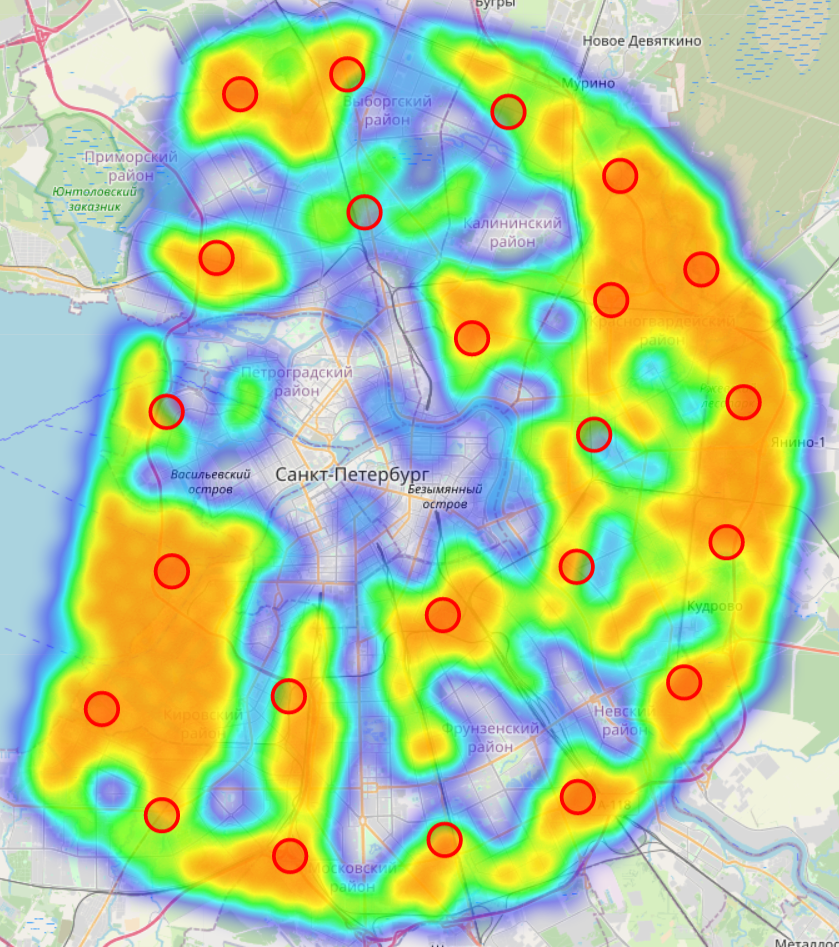 Бугры
Новое Девяткино
Мурино
Выборгский
район
Приморский
район
Юнтоловский
заказник
Калининский
район
Красногвардейский
район
Петроградский
район
Янино-1
Санкт-Петербург
Васильевский
остров
Безымянный
остров
Кудрово
Кировский
район
Фрунзенский
район
Невский
район
А-118
Московский
район